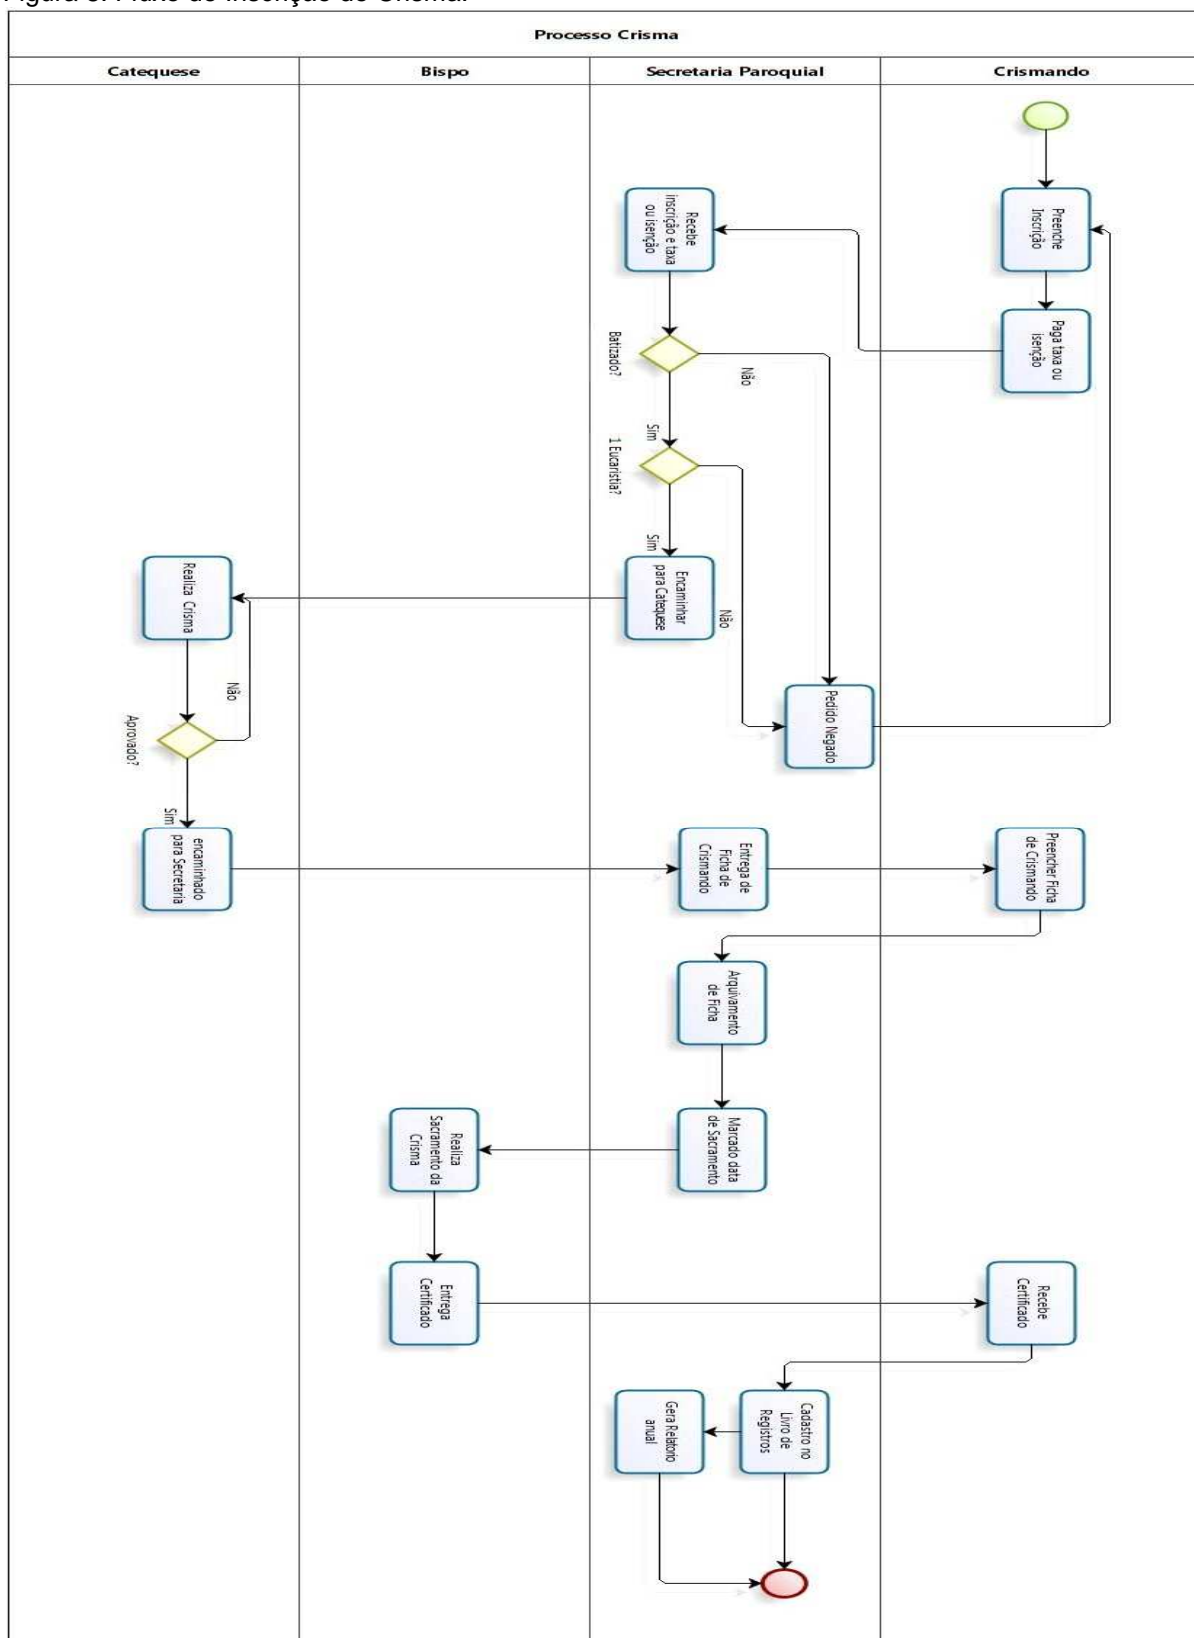 Figura 3: Fluxo de Inscrição do Crisma.
Processo Crisma
Catequese
Bispo
Secretaria Paroquial
Crismando
Preenche
Inscrição
Paga taxa ou
isenção
Recebe
inscrição e taxa
ou isenção
Batizado?
Não
Sim
1 Eucaristia?
Não
Sim
Encaminhar
para Catequese
Pedido Negado
Realiza Crisma
Não
Aprovado?
Sim
encaminhado
para Secretaria
Entrega de
Ficha de
Crismando
Preencher Ficha
de Crismando
Arquivamento
de Ficha
Marcado data
de Sacramento
Realiza
Sacramento da
Crisma
Entrega
Certificado
Recebe
Certificado
Cadastro no
Livro de
Registros
Gera Relatorio
anual